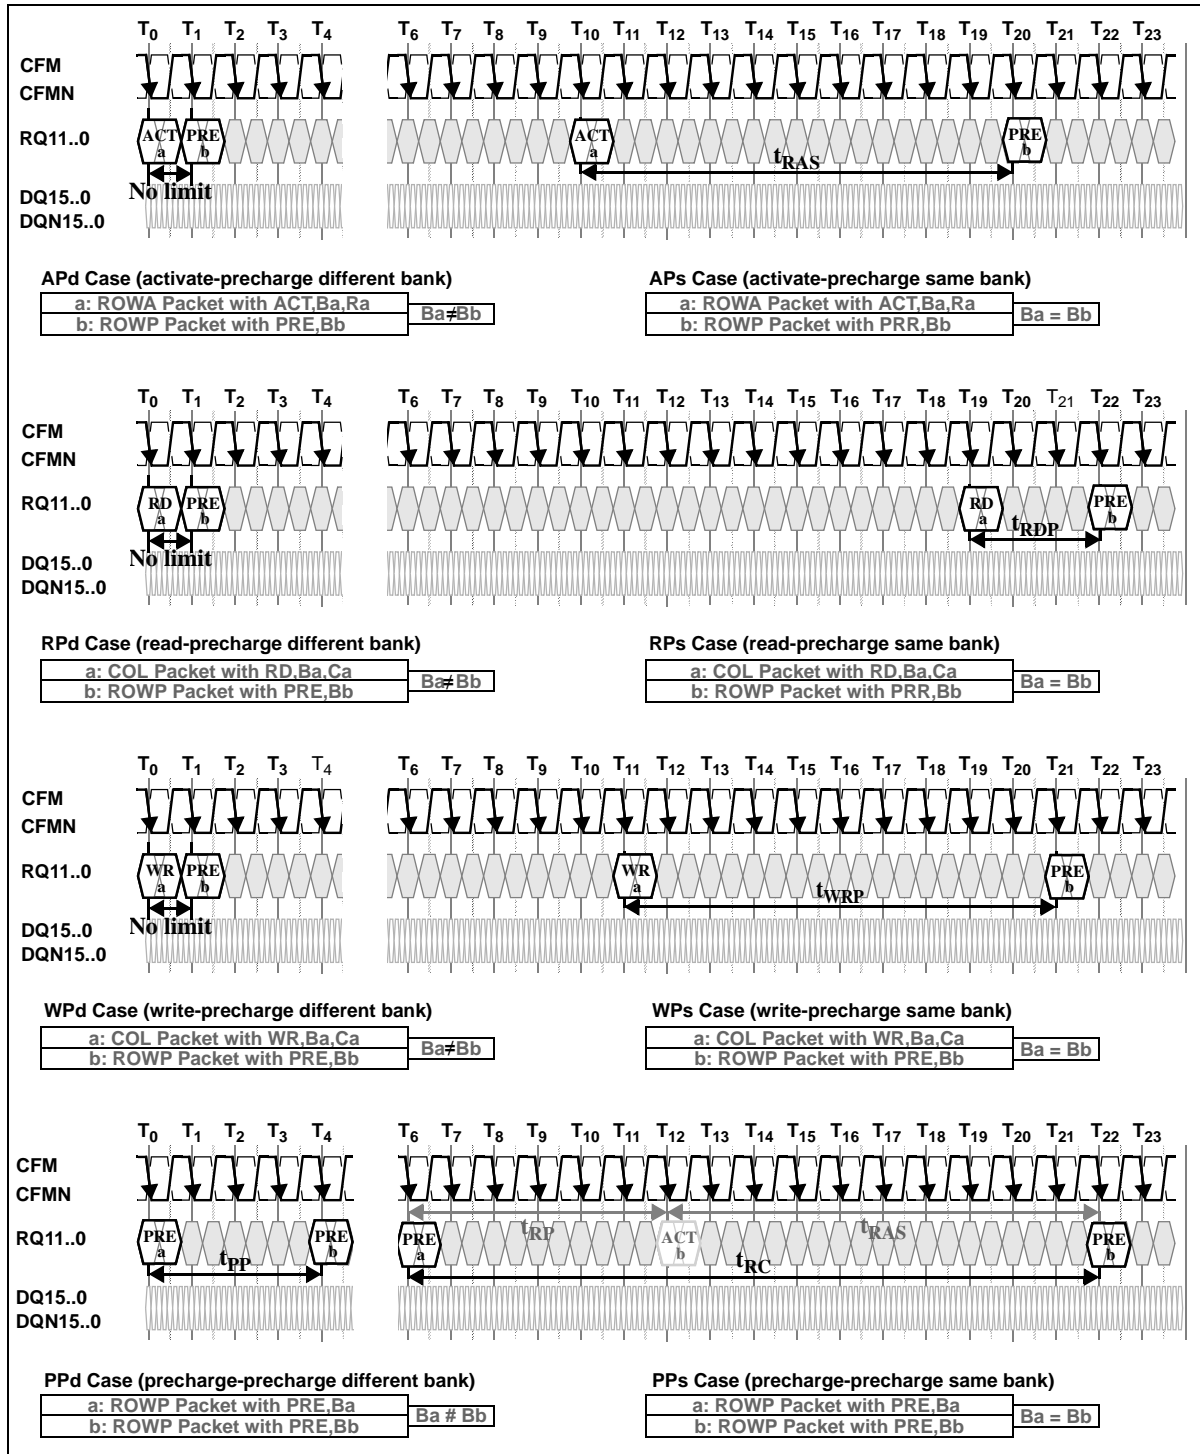 T0 T1 T2 T3 T4 T6 T7 T8 T9 T10 T11 T12 T13 T14 T15 T16 T17 T18 T19 T20 T21 T22 T23
CFM
CFMN
RQ11..0
ACT a PRE b ACT a PRE b
No limit tRAS
DQ15..0
DQN15..0
APd Case (activate-precharge different bank)
a: ROWA Packet with ACT,Ba,Ra
b: ROWP Packet with PRE,Bb
Ba≠Bb
APs Case (activate-precharge same bank)
a: ROWA Packet with ACT,Ba,Ra
b: ROWP Packet with PRR,Bb
Ba = Bb
T0 T1 T2 T3 T4 T6 T7 T8 T9 T10 T11 T12 T13 T14 T15 T16 T17 T18 T19 T20 T21 T22 T23
CFM
CFMN
RQ11..0
RD a PRE b RD a PRE b
No limit tRDP
DQ15..0
DQN15..0
RPd Case (read-precharge different bank)
a: COL Packet with RD,Ba,Ca
b: ROWP Packet with PRE,Bb
Ba≠Bb
RPs Case (read-precharge same bank)
a: COL Packet with RD,Ba,Ca
b: ROWP Packet with PRR,Bb
Ba = Bb
T0 T1 T2 T3 T4 T6 T7 T8 T9 T10 T11 T12 T13 T14 T15 T16 T17 T18 T19 T20 T21 T22 T23
CFM
CFMN
RQ11..0
WR a PRE b WR a PRE b
No limit tWRP
DQ15..0
DQN15..0
WPd Case (write-precharge different bank)
a: COL Packet with WR,Ba,Ca
b: ROWP Packet with PRE,Bb
Ba≠Bb
WPs Case (write-precharge same bank)
a: COL Packet with WR,Ba,Ca
b: ROWP Packet with PRE,Bb
Ba = Bb
T0 T1 T2 T3 T4 T6 T7 T8 T9 T10 T11 T12 T13 T14 T15 T16 T17 T18 T19 T20 T21 T22 T23
CFM
CFMN
RQ11..0
PRE a PRE b PRE a tRP ACT b tRAS PRE b
tPP tRC
DQ15..0
DQN15..0
PPd Case (precharge-precharge different bank)
a: ROWP Packet with PRE,Ba
b: ROWP Packet with PRE,Bb
Ba # Bb
PPs Case (precharge-precharge same bank)
a: ROWP Packet with PRE,Ba
b: ROWP Packet with PRE,Bb
Ba = Bb